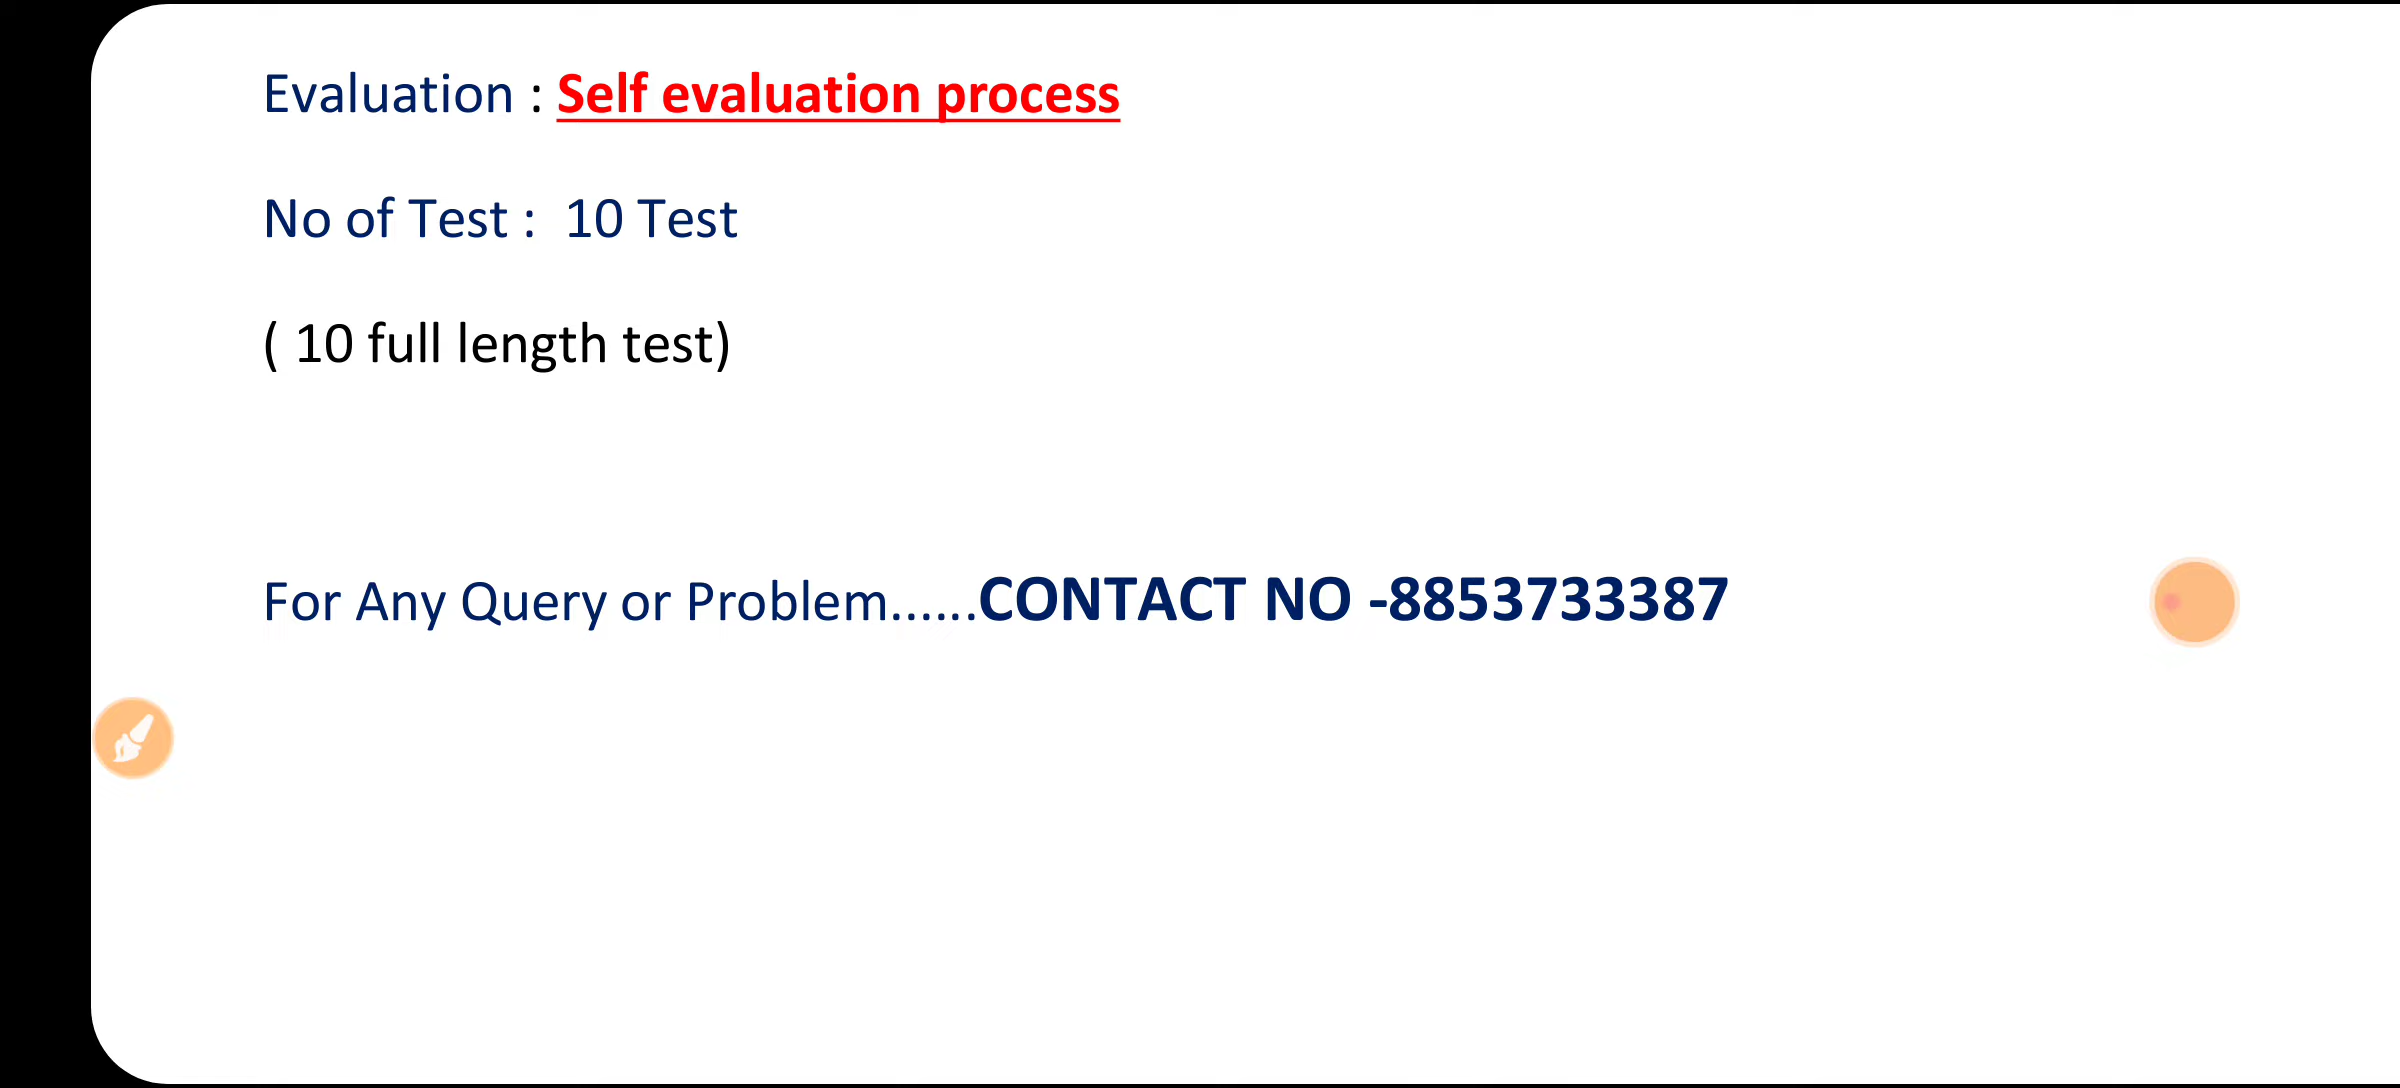 Evaluation : Self evaluation process
No of Test :  10 Test
( 10 full length test)
For Any Query or Problem......CONTACT NO -8853733387